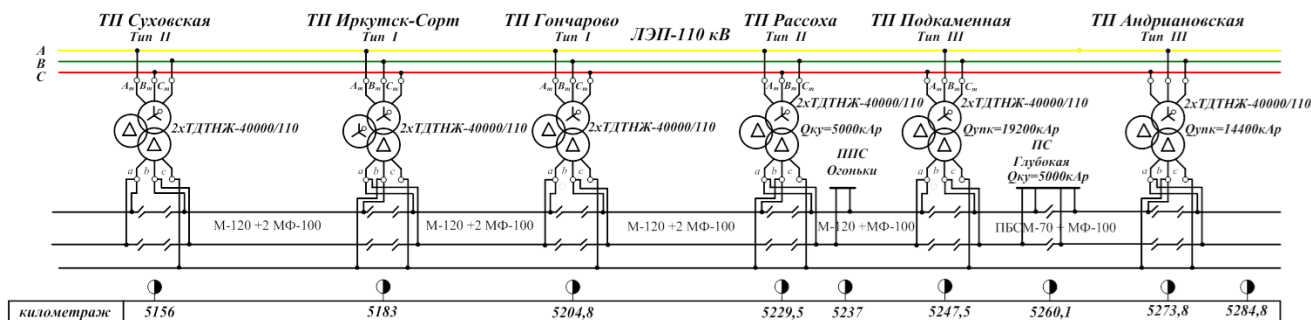 ТП Суховская ТП Иркутск-Сорт ТП Гончарово ТП Рассоха ТП Подкаменная ТП Андриановская
Тип II Тип I Тип I ЛЭП-110 кВ Тип II Тип III Тип III
A
B
C
Aт Bт Cт Aт Bт Cт Aт Bт Cт Aт Bт Cт Aт Bт Cт Aт Bт Cт
2хТДТНЖ-40000/110 2хТДТНЖ-40000/110 2хТДТНЖ-40000/110 2хТДТНЖ-40000/110 2хТДТНЖ-40000/110 2хТДТНЖ-40000/110
Qку=5000кАр Qупк=19200кАр Qупк=14400кАр
ППС
Огоньки
ПС
Глубокая
Qку=5000кАр
a b c a b c a b c a b c a b c a b c
М-120 +2 МФ-100 М-120 +2 МФ-100 М-120 +2 МФ-100 М-120 +МФ-100 ПБСМ-70 + МФ-100
километраж 5156 5183 5204,8 5229,5 5237 5247,5 5260,1 5273,8 5284,8